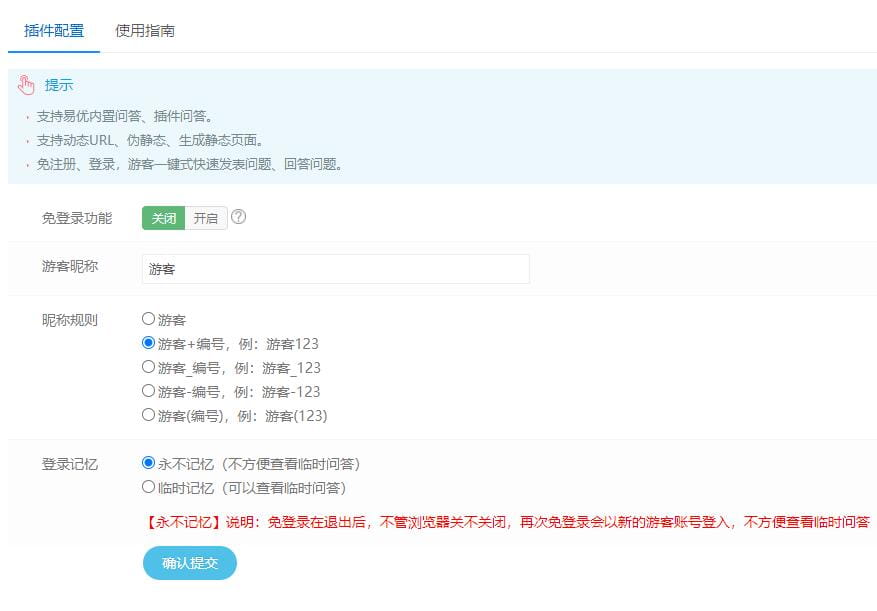 插件配置 使用指南
提示
支持易优内置问答、插件问答。
支持动态URL、伪静态、生成静态页面。
免注册、登录，游客一键式快速发表问题、回答问题。
免登录功能 关闭 开启 ?
游客昵称 游客
昵称规则 游客
游客+编号，例：游客123
游客_编号，例：游客_123
游客-编号，例：游客-123
游客(编号)，例：游客(123)
登录记忆 永不记忆（不方便查看临时问答）
临时记忆（可以查看临时问答）
【永不记忆】说明：免登录在退出后，不管浏览器关不关闭，再次免登录会以新的游客账号登入，不方便查看临时问答
确认提交